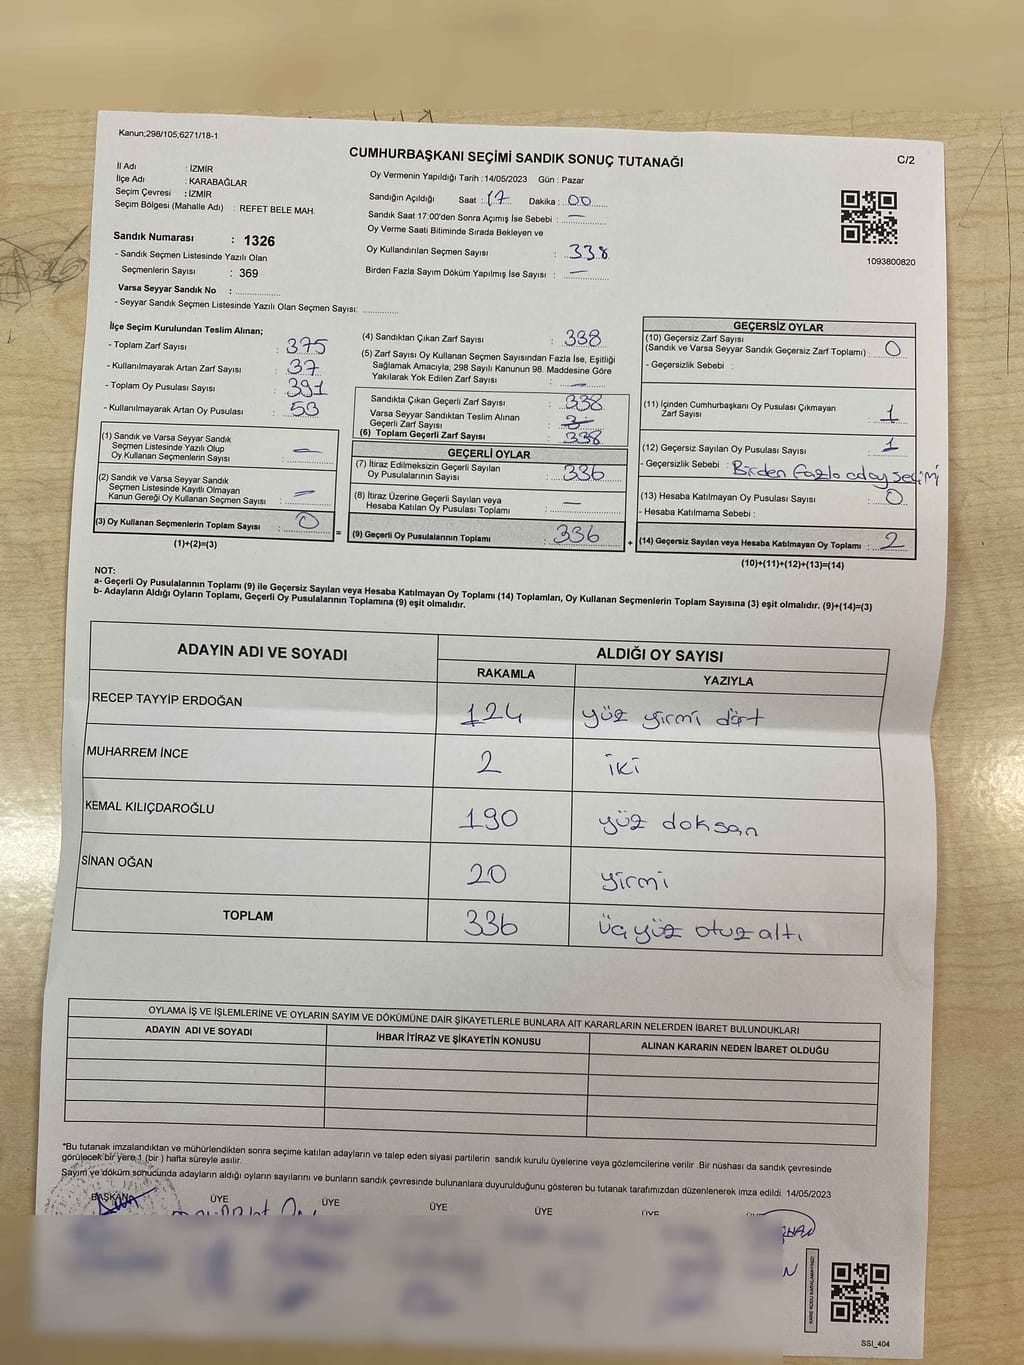 Kanun;298/105;6271/18-1
CUMHURBAŞKANI SEÇİMİ SANDIK SONUÇ TUTANAĞI
C/2
İl Adı : İZMİR
İlçe Adı : KARABAĞLAR
Seçim Çevresi : İZMİR
Seçim Bölgesi (Mahalle Adı) : REFET BELE MAH.
Oy Vermenin Yapıldığı Tarih :14/05/2023 Gün : Pazar
Sandığın Açıldığı Saat : 17 Dakika : 00
Sandık Saat 17:00'den Sonra Açımış İse Sebebi : —
Oy Verme Saati Bitiminde Sırada Bekleyen ve
Oy Kullandırılan Seçmen Sayısı : 338
Birden Fazla Sayım Döküm Yapılmış İse Sayısı : —
1093800820
Sandık Numarası : 1326
- Sandık Seçmen Listesinde Yazılı Olan
Seçmenlerin Sayısı : 369
Varsa Seyyar Sandık No :
- Seyyar Sandık Seçmen Listesinde Yazılı Olan Seçmen Sayısı:
İlçe Seçim Kurulundan Teslim Alınan;
- Toplam Zarf Sayısı : 375
- Kullanılmayarak Artan Zarf Sayısı : 37
- Toplam Oy Pusulası Sayısı : 391
- Kullanılmayarak Artan Oy Pusulası : 53
(1) Sandık ve Varsa Seyyar Sandık
Seçmen Listesinde Yazılı Olup
Oy Kullanan Seçmenlerin Sayısı : —
(2) Sandık ve Varsa Seyyar Sandık
Seçmen Listesinde Kayıtlı Olmayan
Kanun Gereği Oy Kullanan Seçmen Sayısı : —
(3) Oy Kullanan Seçmenlerin Toplam Sayısı : 0
(1)+(2)=(3)
(4) Sandıktan Çıkan Zarf Sayısı : 338
(5) Zarf Sayısı Oy Kullanan Seçmen Sayısından Fazla İse, Eşitliği
Sağlamak Amacıyla, 298 Sayılı Kanunun 98. Maddesine Göre
Yakılarak Yok Edilen Zarf Sayısı : —
Sandıkta Çıkan Geçerli Zarf Sayısı : 338
Varsa Seyyar Sandıktan Teslim Alınan
Geçerli Zarf Sayısı :
(6) Toplam Geçerli Zarf Sayısı : 338
GEÇERLİ OYLAR
(7) İtiraz Edilmeksizin Geçerli Sayılan
Oy Pusulalarının Sayısı : 336
(8) İtiraz Üzerine Geçerli Sayılan veya
Hesaba Katılan Oy Pusulası Toplamı : —
= (9) Geçerli Oy Pusulalarının Toplamı : 336
GEÇERSİZ OYLAR
(10) Geçersiz Zarf Sayısı
(Sandık ve Varsa Seyyar Sandık Geçersiz Zarf Toplamı) : 0
- Geçersizlik Sebebi :
(11) İçinden Cumhurbaşkanı Oy Pusulası Çıkmayan
Zarf Sayısı : 1
(12) Geçersiz Sayılan Oy Pusulası Sayısı : 1
- Geçersizlik Sebebi : Birden fazla aday seçimi
(13) Hesaba Katılmayan Oy Pusulası Sayısı : 0
- Hesaba Katılmama Sebebi :
+ (14) Geçersiz Sayılan veya Hesaba Katılmayan Oy Toplamı : 2
(10)+(11)+(12)+(13)=(14)
NOT:
a- Geçerli Oy Pusulalarının Toplamı (9) ile Geçersiz Sayılan veya Hesaba Katılmayan Oy Toplamı (14) Toplamları, Oy Kullanan Seçmenlerin Toplam Sayısına (3) eşit olmalıdır. (9)+(14)=(3)
b- Adayların Aldığı Oyların Toplamı, Geçerli Oy Pusulalarının Toplamına (9) eşit olmalıdır.
ADAYIN ADI VE SOYADI ALDIĞI OY SAYISI
RAKAMLA YAZIYLA
RECEP TAYYİP ERDOĞAN 124 yüz yirmi dört
MUHARREM İNCE 2 iki
KEMAL KILIÇDAROĞLU 190 yüz doksan
SİNAN OĞAN 20 yirmi
TOPLAM 336 üç yüz otuz altı
OYLAMA İŞ VE İŞLEMLERİNE VE OYLARIN SAYIM VE DÖKÜMÜNE DAİR ŞİKAYETLERLE BUNLARA AİT KARARLARIN NELERDEN İBARET BULUNDUKLARI
ADAYIN ADI VE SOYADI İHBAR İTİRAZ VE ŞİKAYETİN KONUSU ALINAN KARARIN NEDEN İBARET OLDUĞU
*Bu tutanak imzalandıktan ve mühürlendikten sonra seçime katılan adayların ve talep eden siyasi partilerin sandık kurulu üyelerine veya gözlemcilerine verilir .Bir nüshası da sandık çevresinde
görülecek bir yere 1 (bir ) hafta süreyle asılır.
Sayım ve döküm sonucunda adayların aldığı oyların sayılarını ve bunların sandık çevresinde bulunanlara duyurulduğunu gösteren bu tutanak tarafımızdan düzenlenerek imza edildi. 14/05/2023
BAŞKAN ÜYE ÜYE ÜYE ÜYE ÜYE
KARE KODU KARALAMAYINIZ!
SSİ_404